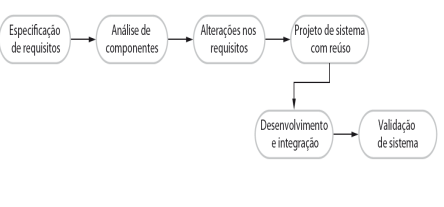 Especificação
de requisitos
Análise de
componentes
Alterações nos
requisitos
Projeto de sistema
com reúso
Desenvolvimento
e integração
Validação
de sistema